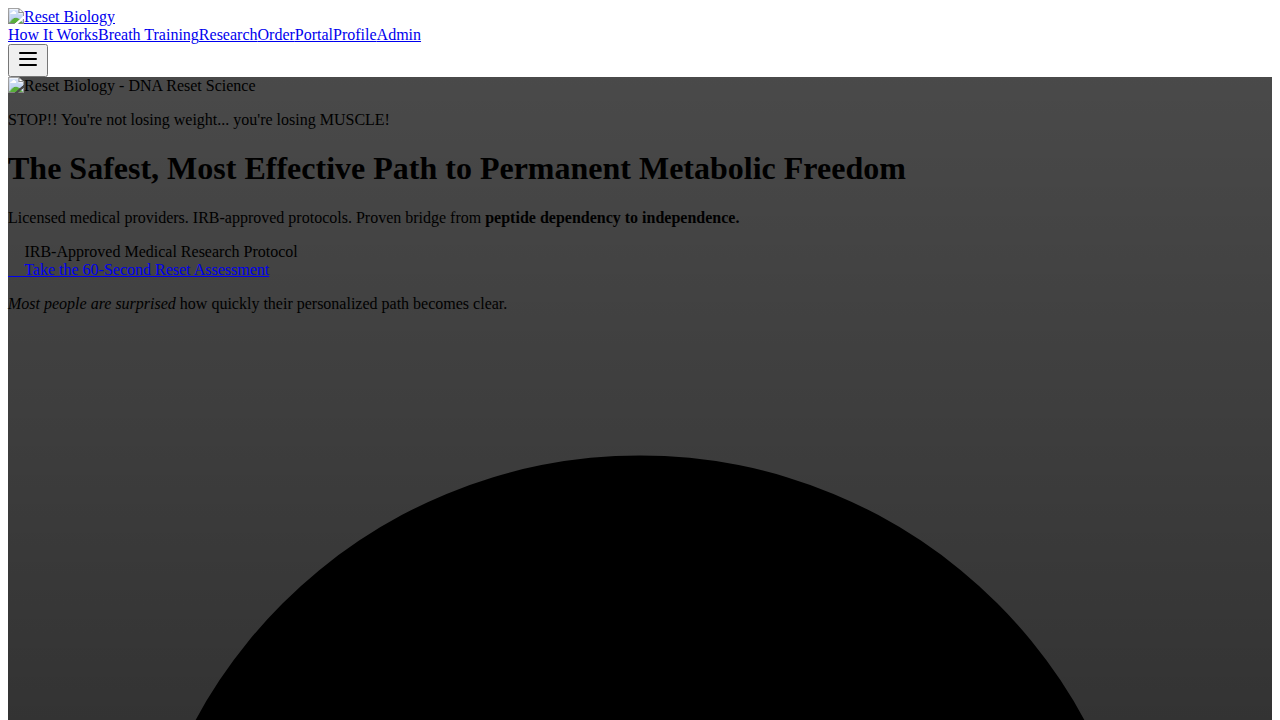 Reset Biology
How It WorksBreath TrainingResearchOrderPortalProfileAdmin
Reset Biology - DNA Reset Science
STOP!! You're not losing weight... you're losing MUSCLE!
The Safest, Most Effective Path to Permanent Metabolic Freedom
Licensed medical providers. IRB-approved protocols. Proven bridge from peptide dependency to independence.
IRB-Approved Medical Research Protocol
Take the 60-Second Reset Assessment
Most people are surprised how quickly their personalized path becomes clear.